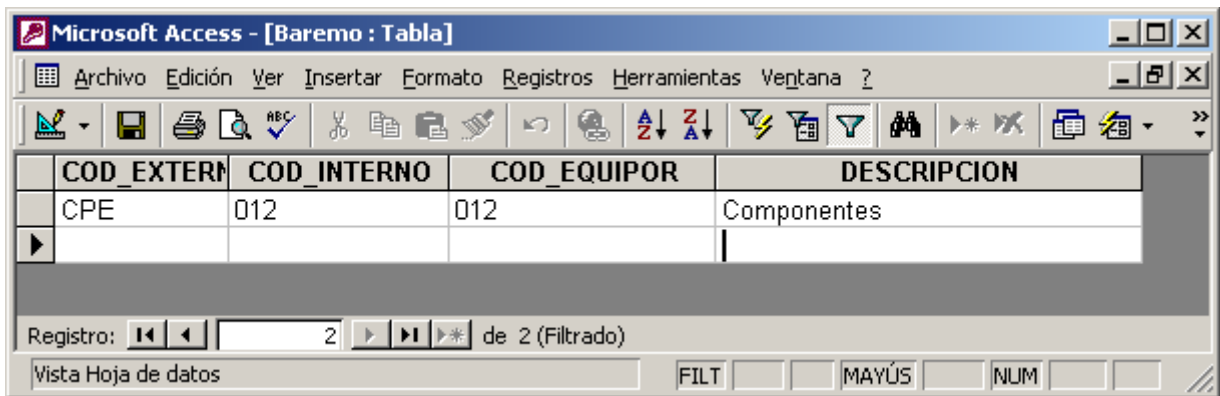 Microsoft Access - [Baremo : Tabla]
Archivo Edición Ver Insertar Formato Registros Herramientas Ventana ?
COD_EXTERN COD_INTERNO COD_EQUIPOR DESCRIPCION
CPE 012 012 Componentes
Registro: 2 de 2 (Filtrado)
Vista Hoja de datos FILT MAYÚS NUM